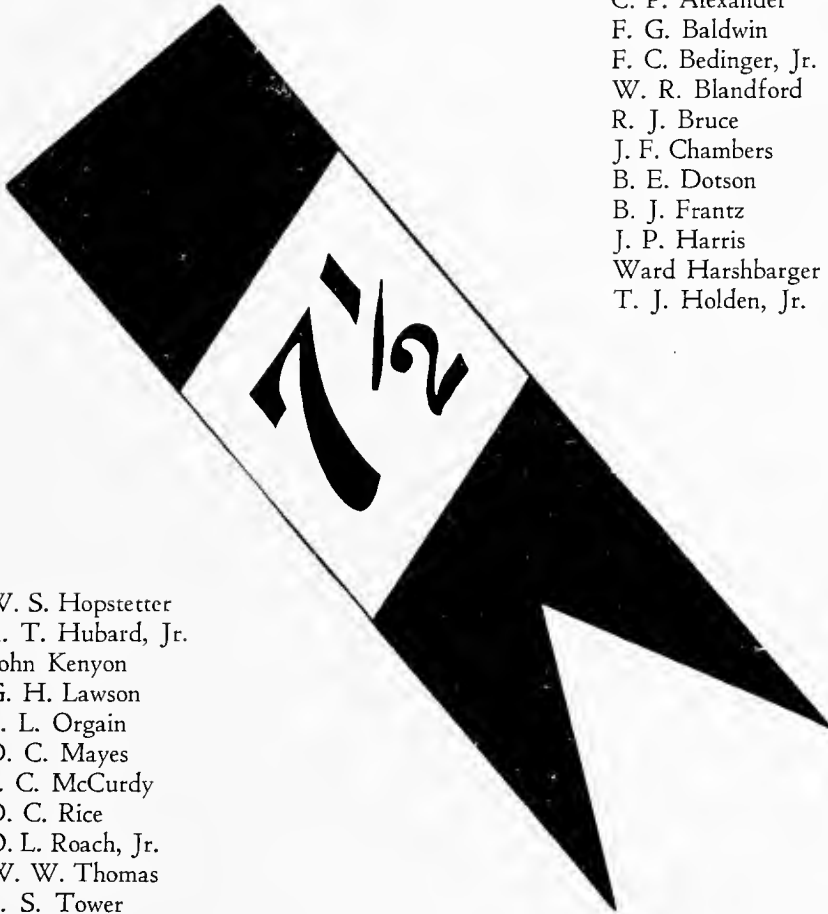 C. P. Alexander
F. G. Baldwin
F. C. Bedinger, Jr.
W. R. Blandford
R. J. Bruce
J. F. Chambers
B. E. Dotson
B. J. Frantz
J. P. Harris
Ward Harshbarger
T. J. Holden, Jr.
7½
W. S. Hopstetter
T. Hubard, Jr.
John Kenyon
G. H. Lawson
L. Orgain
C. Mayes
C. McCurdy
C. Rice
L. Roach, Jr.
W. W. Thomas
S. Tower